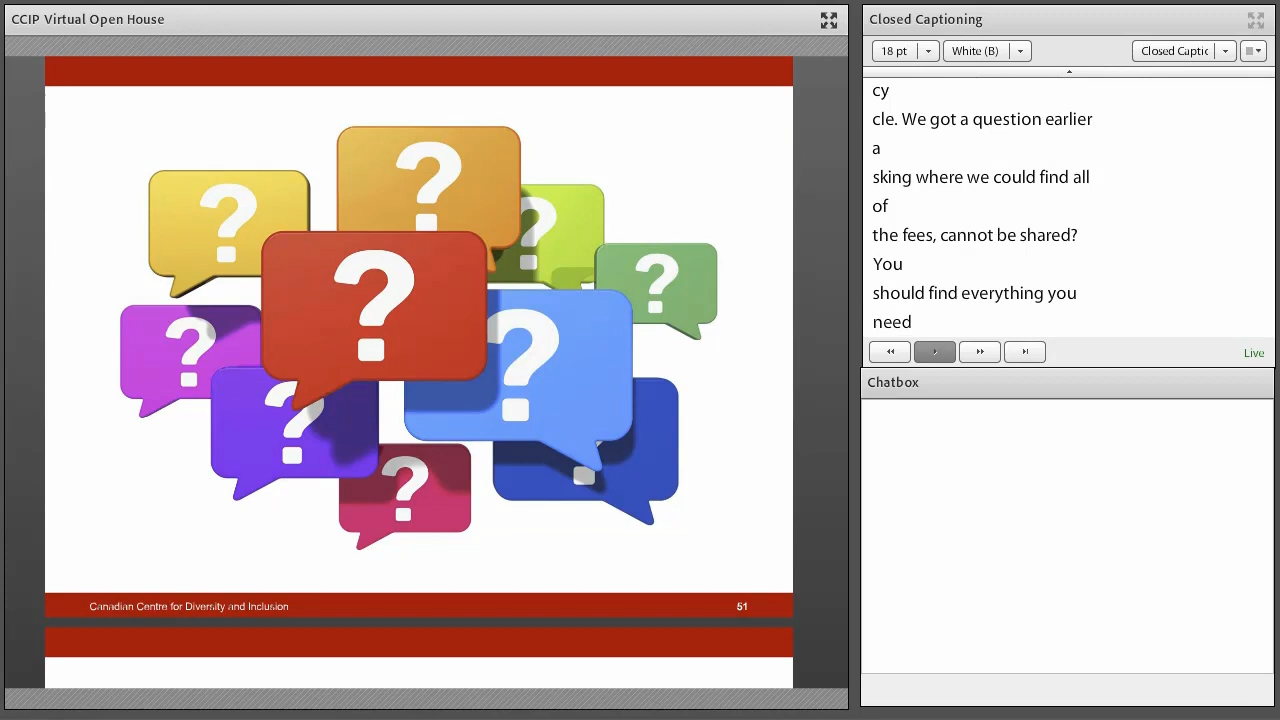 CCIP Virtual Open House
?
?
?
?
?
?
?
?
?
Canadian Centre for Diversity and Inclusion
51
Closed Captioning
18 pt
White (B)
Closed Captic
cy
cle. We got a question earlier
a
sking where we could find all
of
the fees, cannot be shared?
You
should find everything you
need
Live
Chatbox